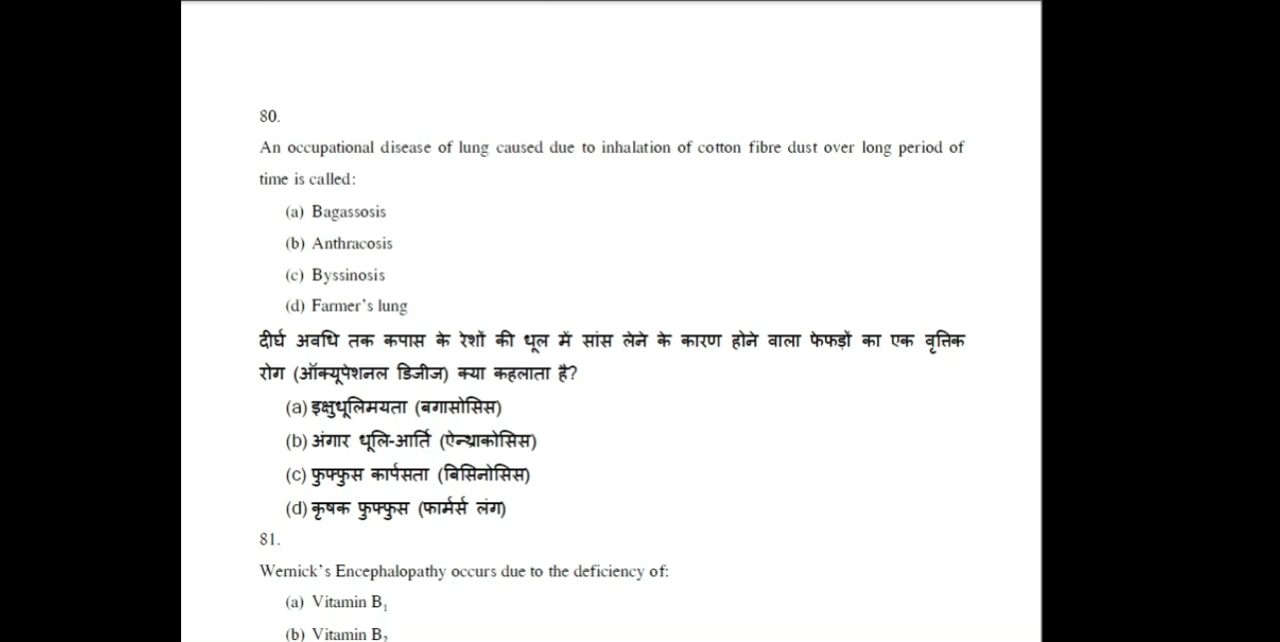 80.
An occupational disease of lung caused due to inhalation of cotton fibre dust over long period of
time is called:
(a) Bagassosis
(b) Anthracosis
(c) Byssinosis
(d) Farmer's lung
दीर्घ अवधि तक कपास के रेशों की धूल में सांस लेने के कारण होने वाला फेफड़ों का एक वृत्तिक
रोग (ऑक्यूपेशनल डिजीज) क्या कहलाता है?
(a) इक्षुधूलिमयता (बगासोसिस)
(b) अंगार धूलि-आर्ति (ऐन्थ्राकोसिस)
(c) फुफ्फुस कार्पसता (बिसिनोसिस)
(d) कृषक फुफ्फुस (फार्मर्स लंग)
81.
Wernick's Encephalopathy occurs due to the deficiency of:
(a) Vitamin B₁
(b) Vitamin B₂